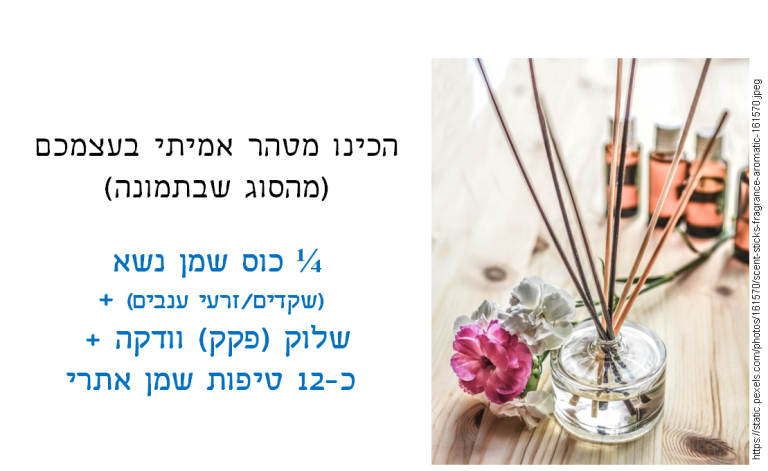 הכינו מטהר אמיתי בעצמכם
(מהסוג שבתמונה)
¼ כוס שמן נשא
(שקדים/זרעי ענבים) +
שלוק (פקק) וודקה +
כ-12 טיפות שמן אתרי
https://static.pexels.com/photos/161570/scent-sticks-fragrance-aromatic-161570.jpeg